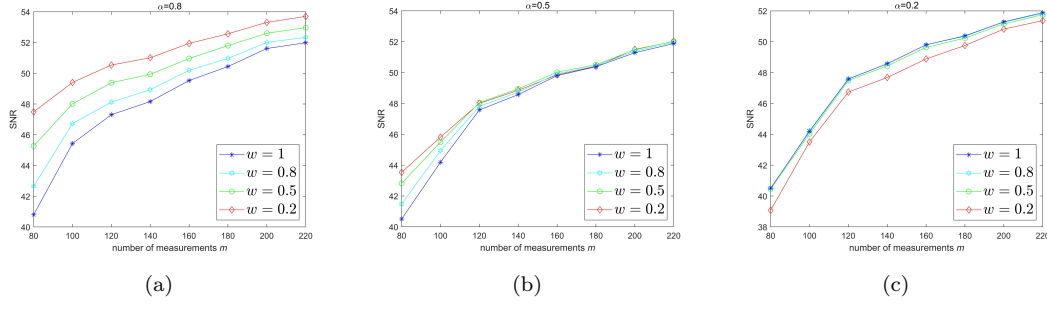 α=0.8
54
52
50
48
46
44
42
40
SNR
80 100 120 140 160 180 200 220
number of measurements m
w = 1
w = 0.8
w = 0.5
w = 0.2
(a)
α=0.5
54
52
50
48
46
44
42
40
SNR
80 100 120 140 160 180 200 220
number of measurements m
w = 1
w = 0.8
w = 0.5
w = 0.2
(b)
α=0.2
52
50
48
46
44
42
40
38
SNR
80 100 120 140 160 180 200 220
number of measurements m
w = 1
w = 0.8
w = 0.5
w = 0.2
(c)